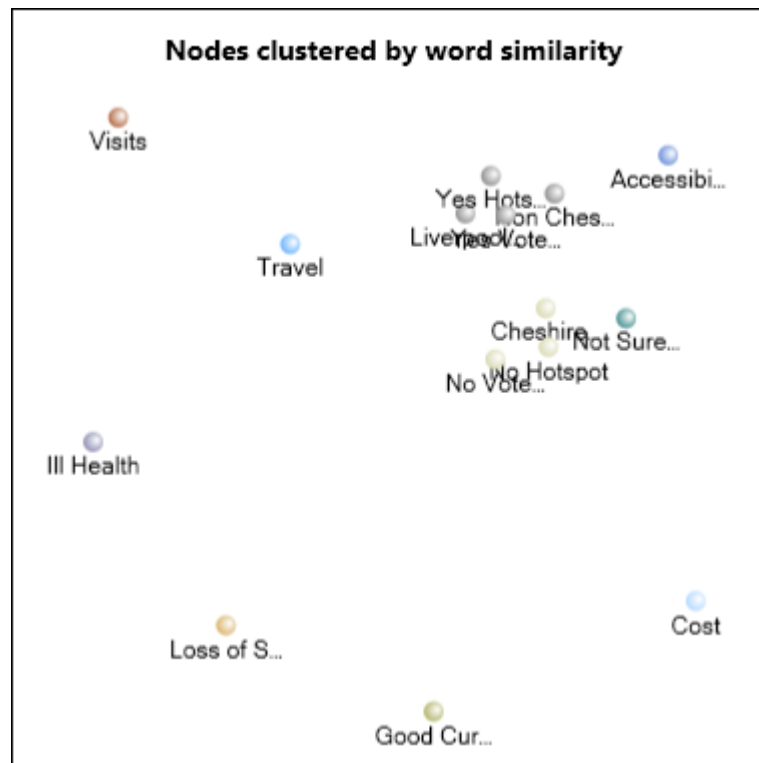 Nodes clustered by word similarity
Visits
Accessibi...
Yes Hots...
Non Ches...
Liverpool...
Yes Vote...
Travel
Cheshire
Not Sure...
No Hotspot
No Vote...
Ill Health
Cost
Loss of S...
Good Cur...